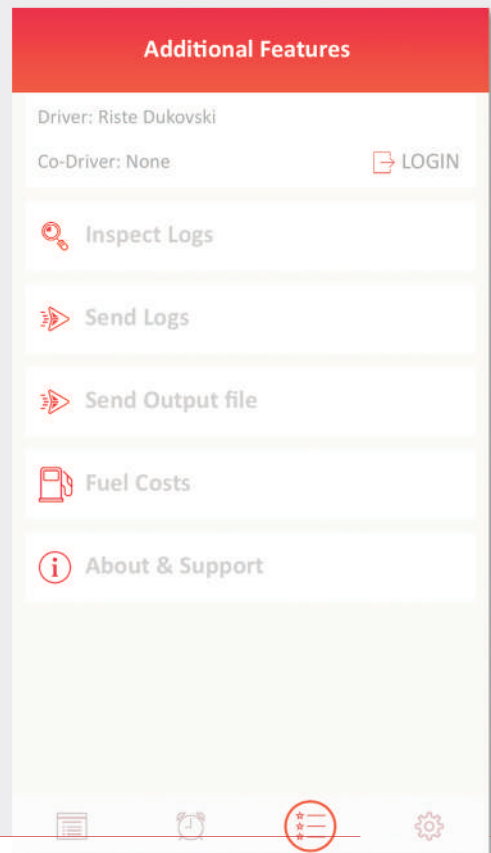 Additional Features
Driver: Riste Dukovski
Co-Driver: None
LOGIN
Inspect Logs
Send Logs
Send Output file
Fuel Costs
About & Support